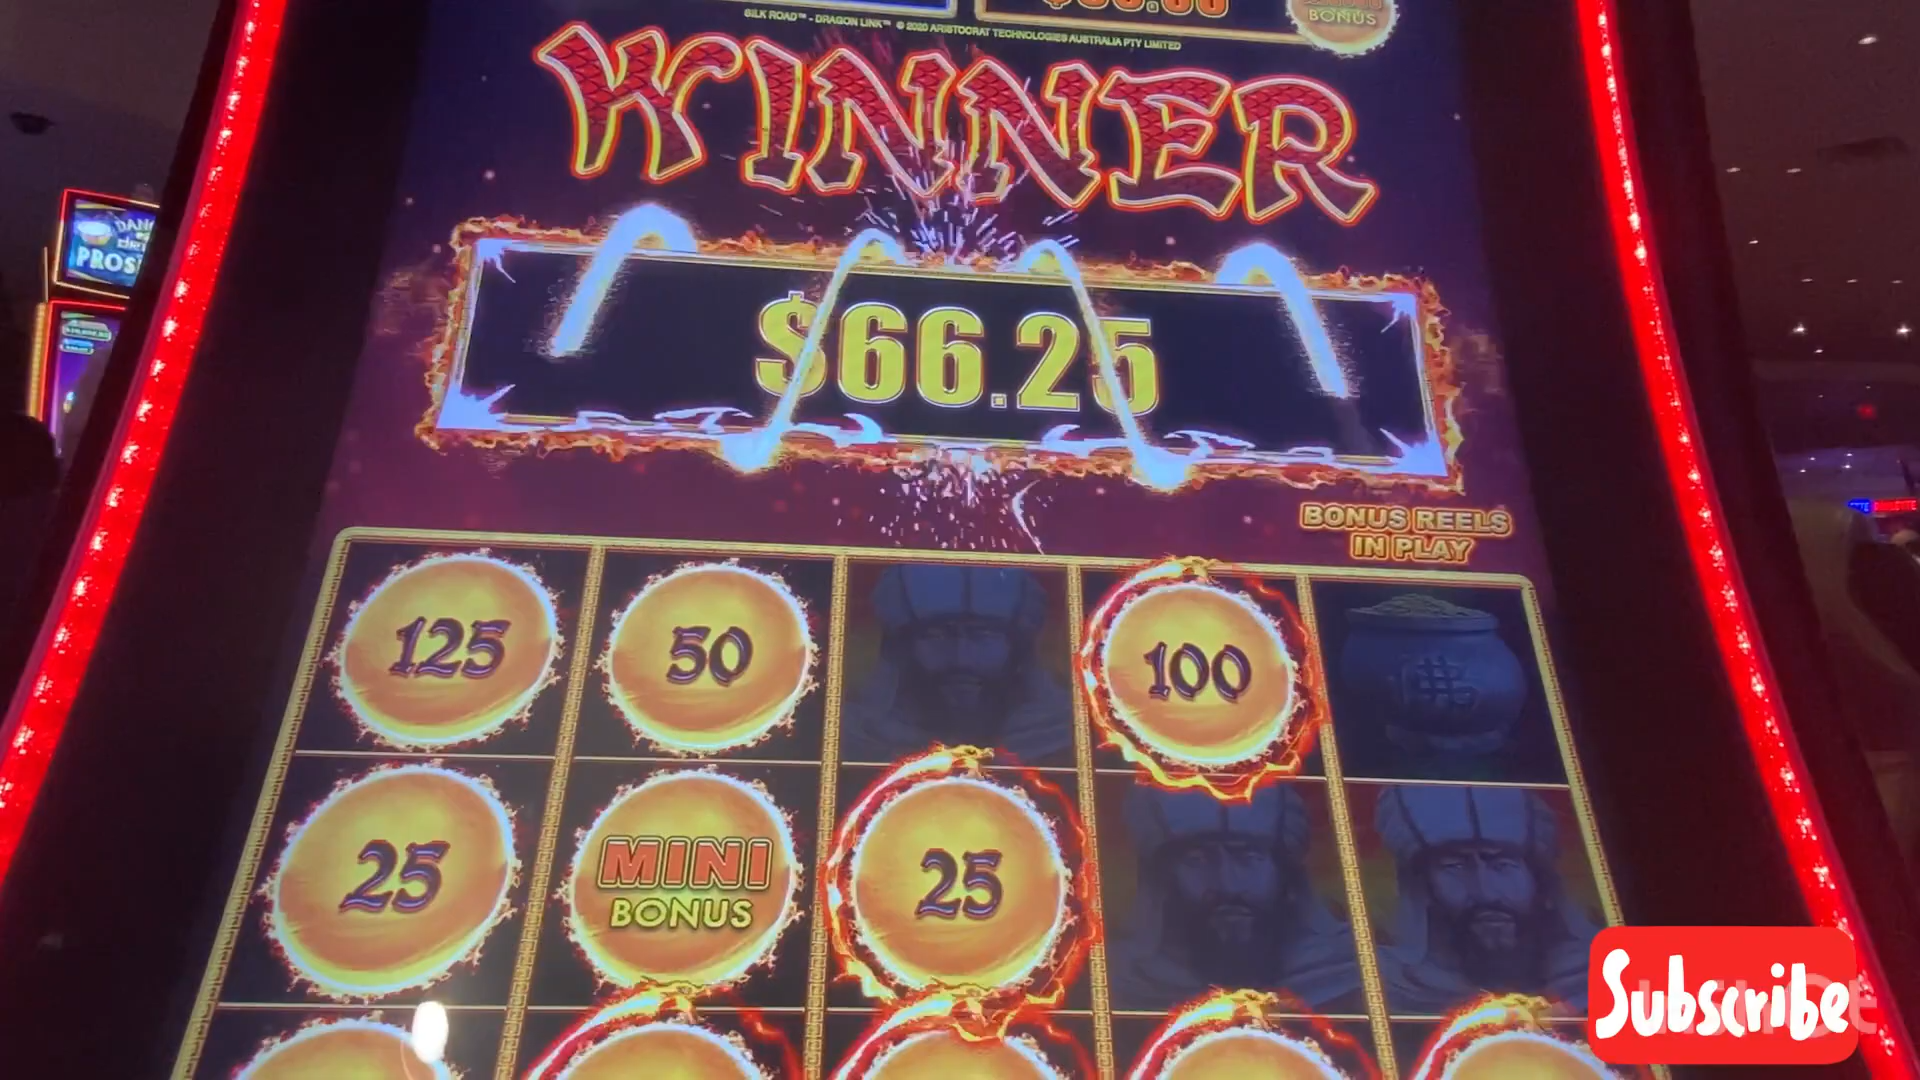 BONUS
SILK ROAD™ - DRAGON LINK™ © 2020 ARISTOCRAT TECHNOLOGIES AUSTRALIA PTY LIMITED
WINNER
$66.25
BONUS REELS
IN PLAY
125
50
100
25
MINI
BONUS
25
Subscribe